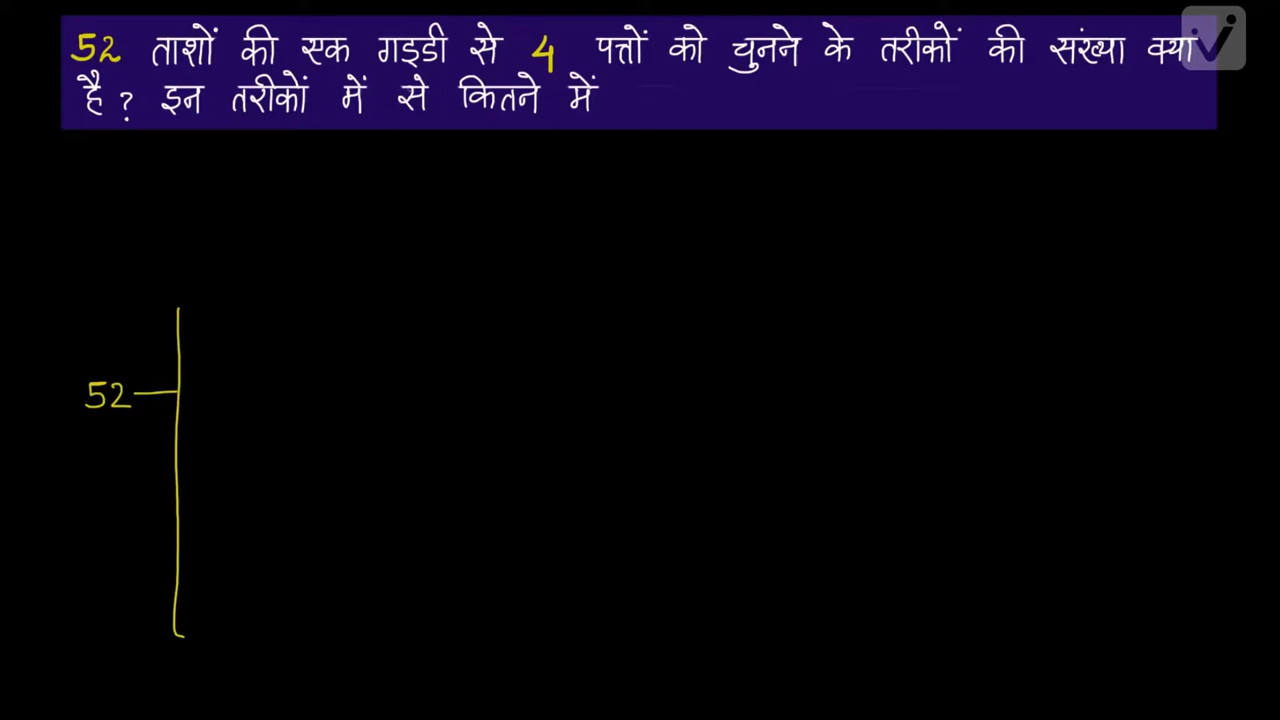 52 ताशों की एक गड्डी से 4 पत्तों को चुनने के तरीकों की संख्या क्या
है? इन तरीकों में से कितने में
52